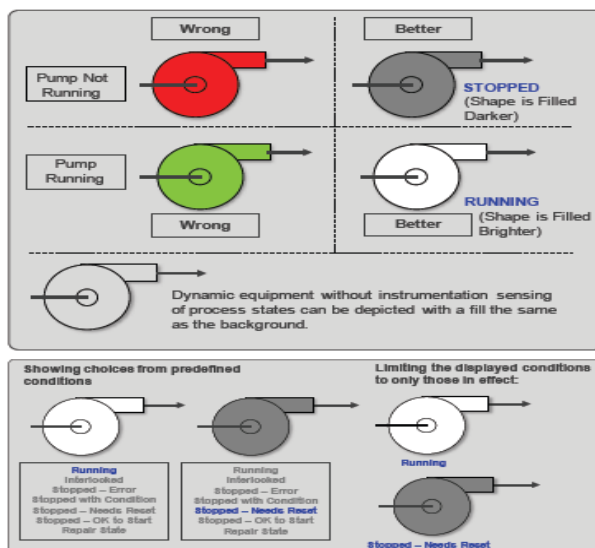 Wrong
Better
Pump Not
Running
STOPPED
(Shape is Filled
Darker)
Pump
Running
RUNNING
(Shape is Filled
Brighter)
Wrong
Better
Dynamic equipment without instrumentation sensing
of process states can be depicted with a fill the same
as the background.
Showing choices from predefined
conditions
Running
Interlocked
Stopped – Error
Stopped with Condition
Stopped – Needs Reset
Stopped – OK to Start
Repair State
Running
Interlocked
Stopped – Error
Stopped with Condition
Stopped – Needs Reset
Stopped – OK to Start
Repair State
Limiting the displayed conditions
to only those in effect:
Running
Stopped – Needs Reset